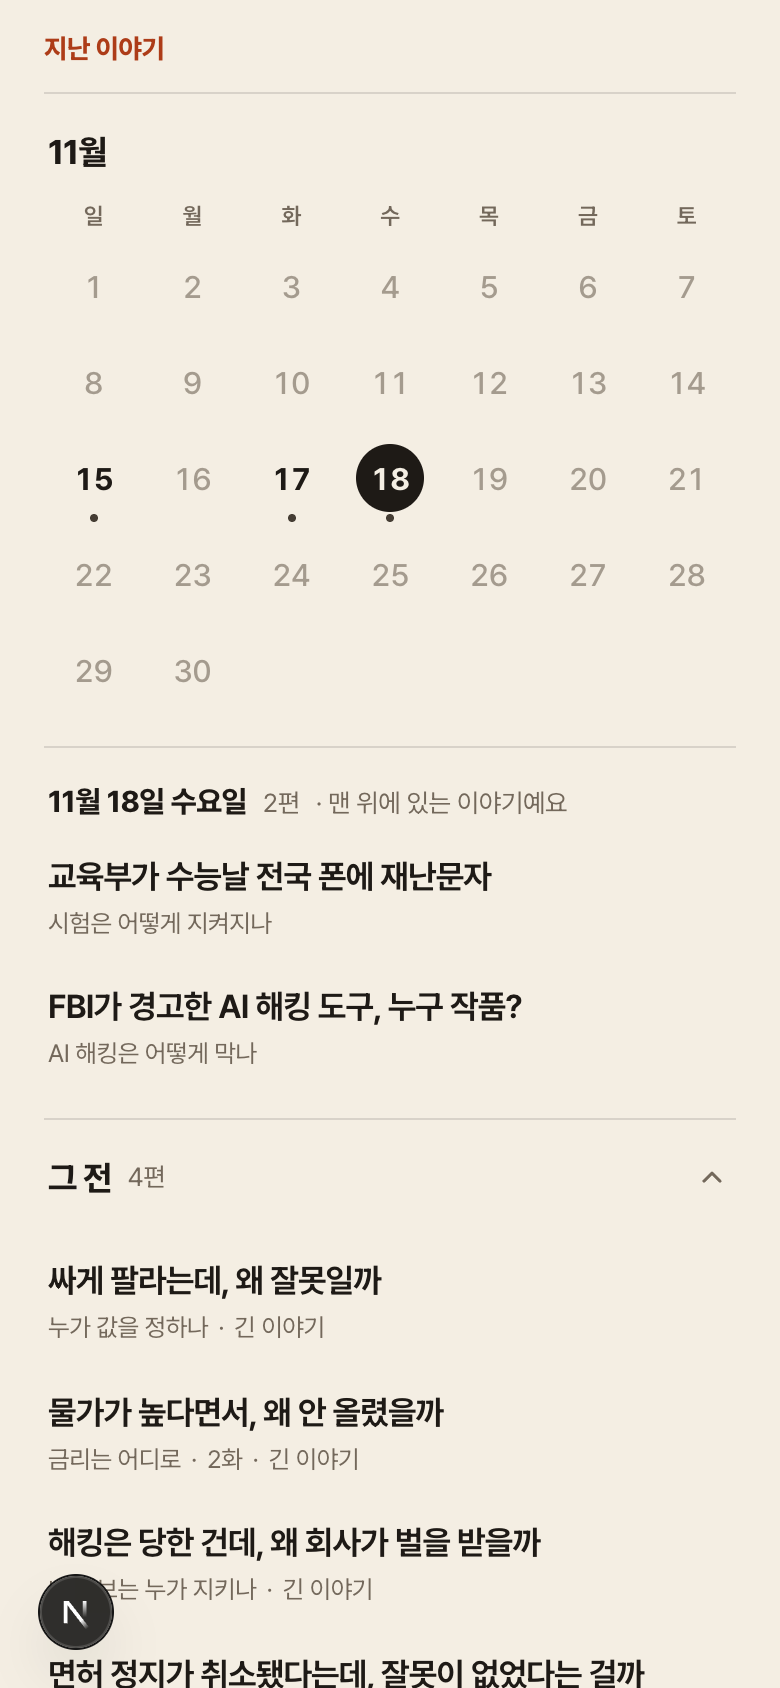 지난 이야기
11월
일 월 화 수 목 금 토
1 2 3 4 5 6 7
8 9 10 11 12 13 14
15 16 17 18 19 20 21
22 23 24 25 26 27 28
29 30
11월 18일 수요일 2편 · 맨 위에 있는 이야기예요
교육부가 수능날 전국 폰에 재난문자
시험은 어떻게 지켜지나
FBI가 경고한 AI 해킹 도구, 누구 작품?
AI 해킹은 어떻게 막나
그 전 4편
싸게 팔라는데, 왜 잘못일까
누가 값을 정하나 · 긴 이야기
물가가 높다면서, 왜 안 올렸을까
금리는 어디로 · 2화 · 긴 이야기
해킹은 당한 건데, 왜 회사가 벌을 받을까
누가 지키나 · 긴 이야기
N
면허 정지가 취소됐다는데, 잘못이 없었다는 걸까